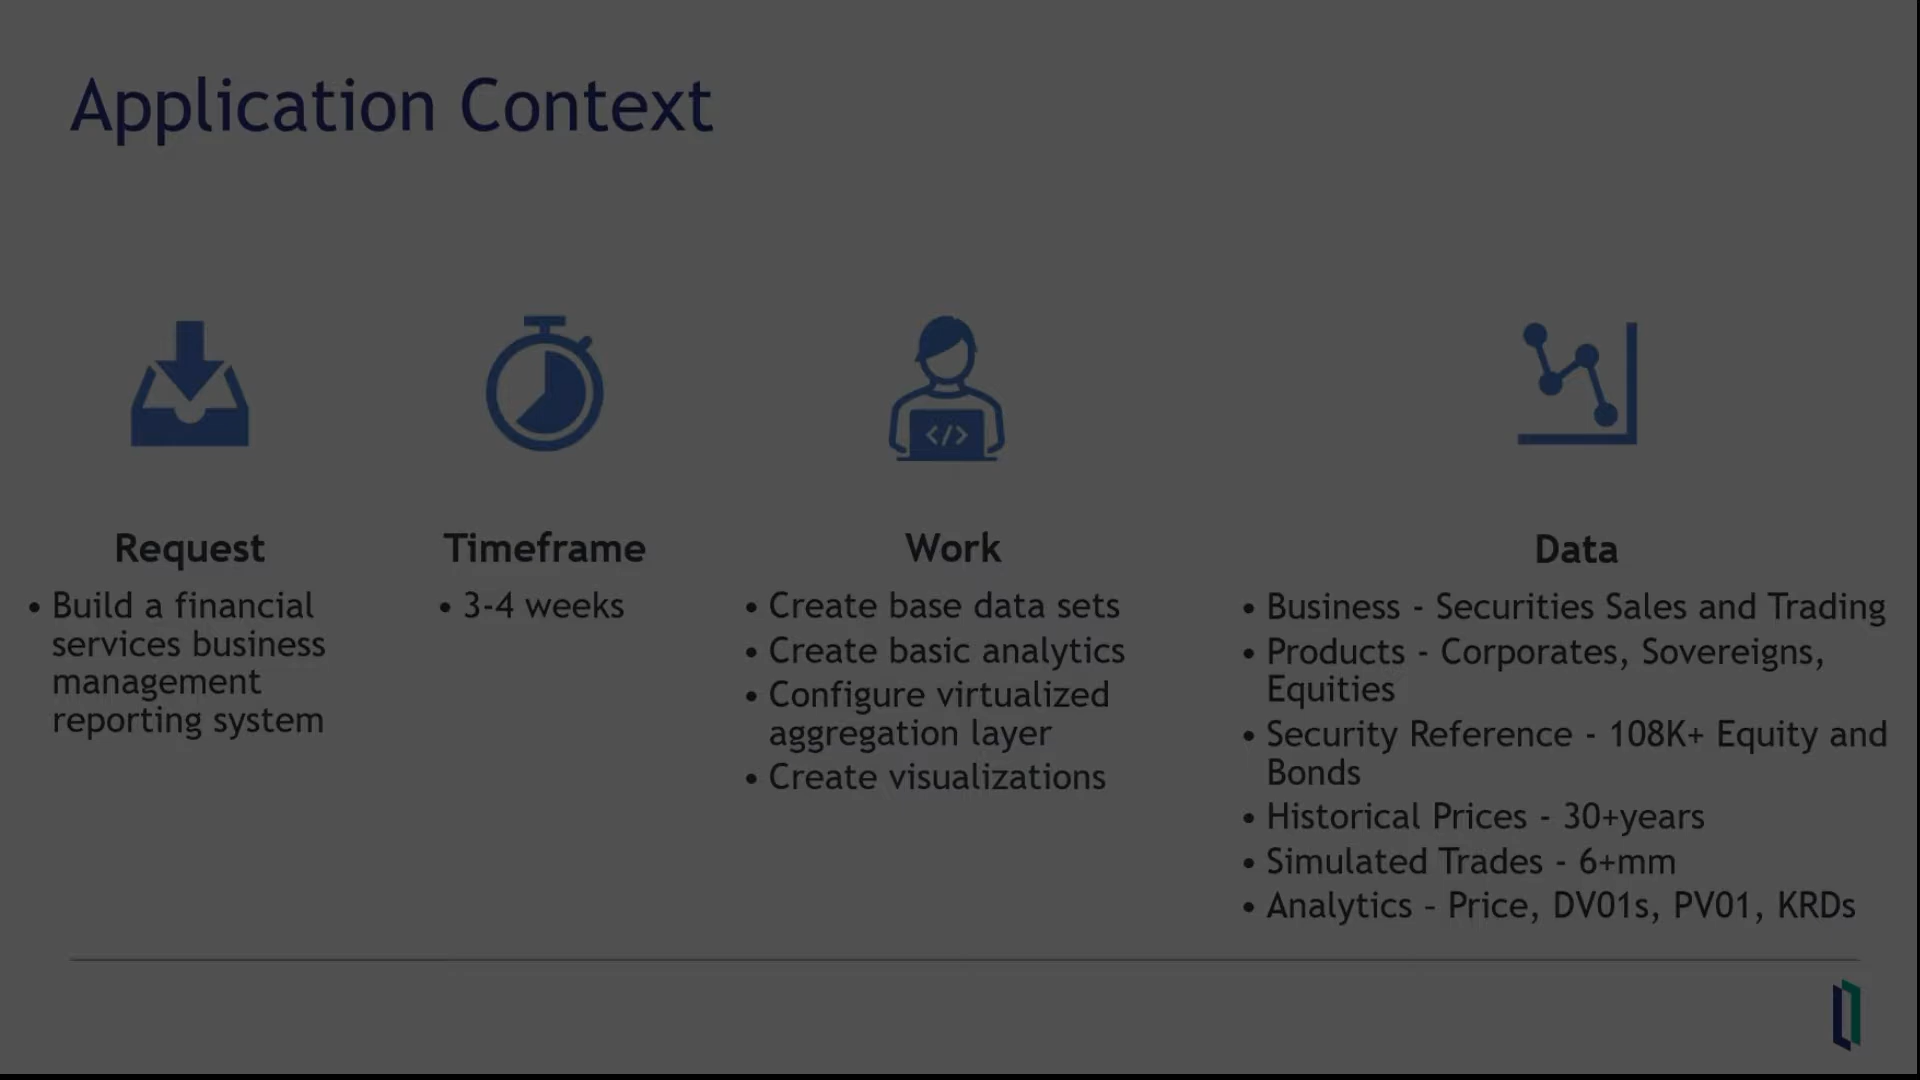 Application Context
Request
• Build a financial
services business
management
reporting system
Timeframe
• 3-4 weeks
</>
Work
• Create base data sets
• Create basic analytics
• Configure virtualized
aggregation layer
• Create visualizations
Data
• Business - Securities Sales and Trading
• Products - Corporates, Sovereigns,
Equities
• Security Reference - 108K+ Equity and
Bonds
• Historical Prices - 30+years
• Simulated Trades - 6+mm
• Analytics – Price, DV01s, PV01, KRDs